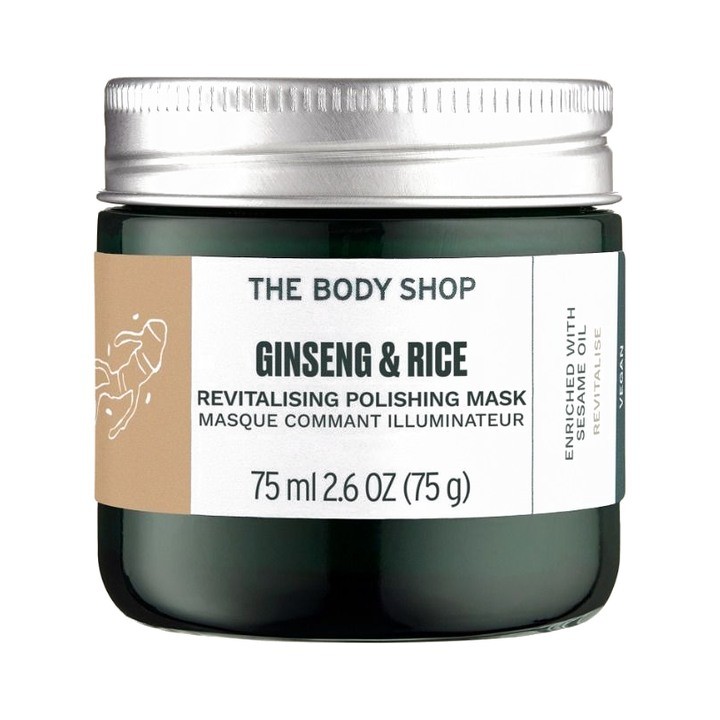 THE BODY SHOP
GINSENG & RICE
REVITALISING POLISHING MASK
MASQUE COMMANT ILLUMINATEUR
75 ml 2.6 OZ (75 g)
ENRICHED WITH
SESAME OIL
REVITALISE
VEGAN